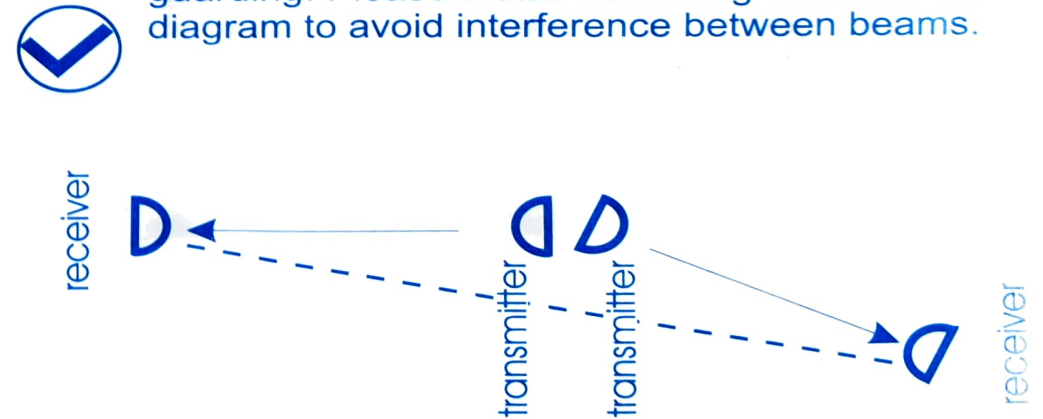 diagram to avoid interference between beams.
receiver
transmitter
transmitter
receiver